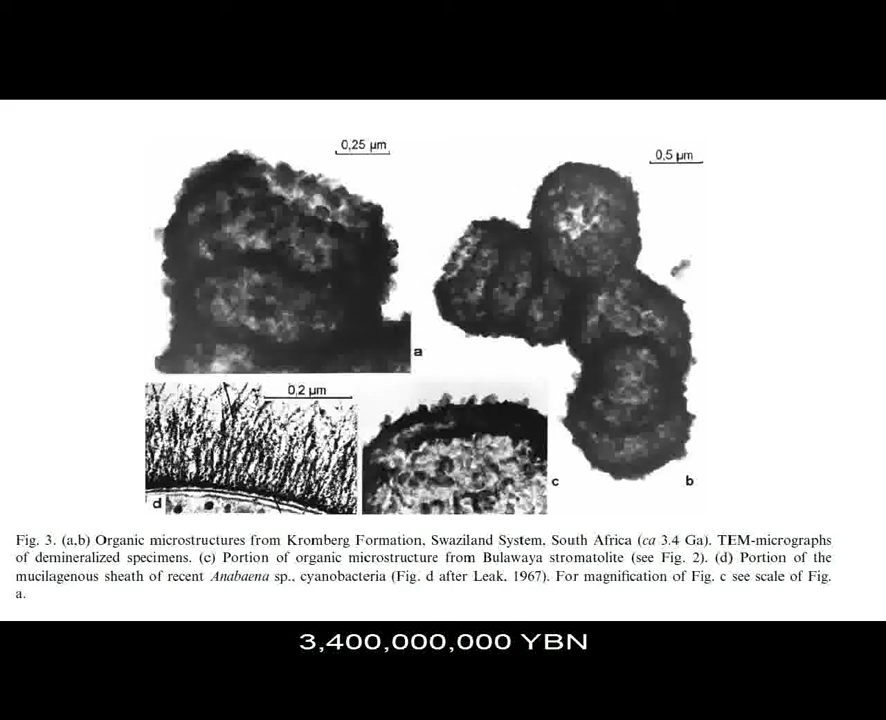 0,25 μm
0,5 μm
a
0,2 μm
d
c
b
Fig. 3. (a,b) Organic microstructures from Kromberg Formation, Swaziland System, South Africa (ca 3.4 Ga). TEM-micrographs
of demineralized specimens. (c) Portion of organic microstructure from Bulawaya stromatolite (see Fig. 2). (d) Portion of the
mucilagenous sheath of recent Anabaena sp., cyanobacteria (Fig. d after Leak, 1967). For magnification of Fig. c see scale of Fig.
a.
3,400,000,000 YBN